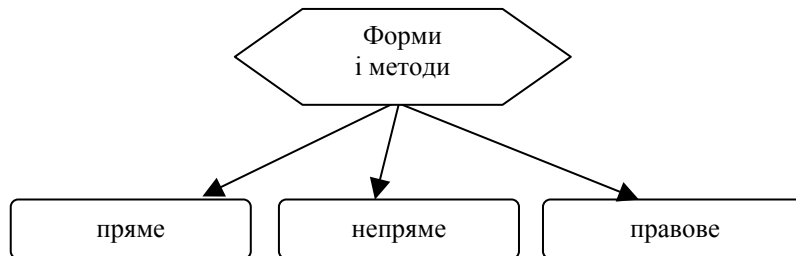 Форми
і методи
пряме
непряме
правове